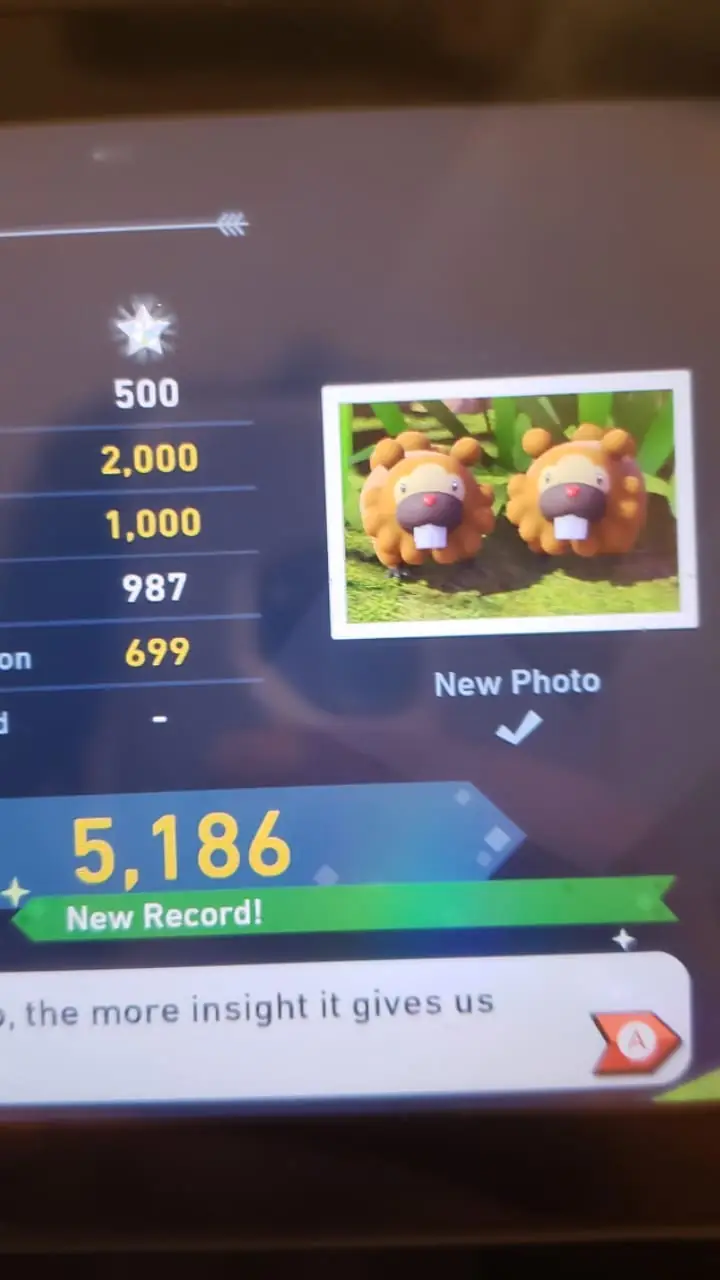 500
2,000
1,000
987
on 699
d -
New Photo
5,186
New Record!
, the more insight it gives us
A